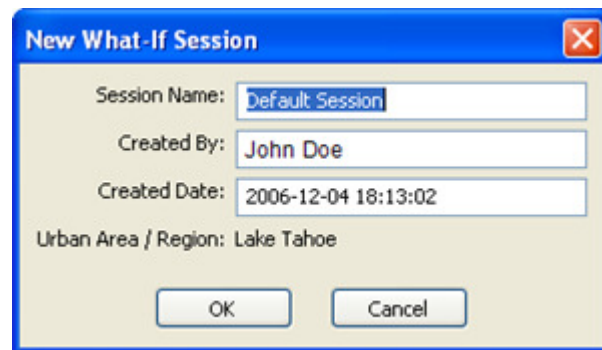 New What-If Session
Session Name: Default Session
Created By: John Doe
Created Date: 2006-12-04 18:13:02
Urban Area / Region: Lake Tahoe
OK Cancel